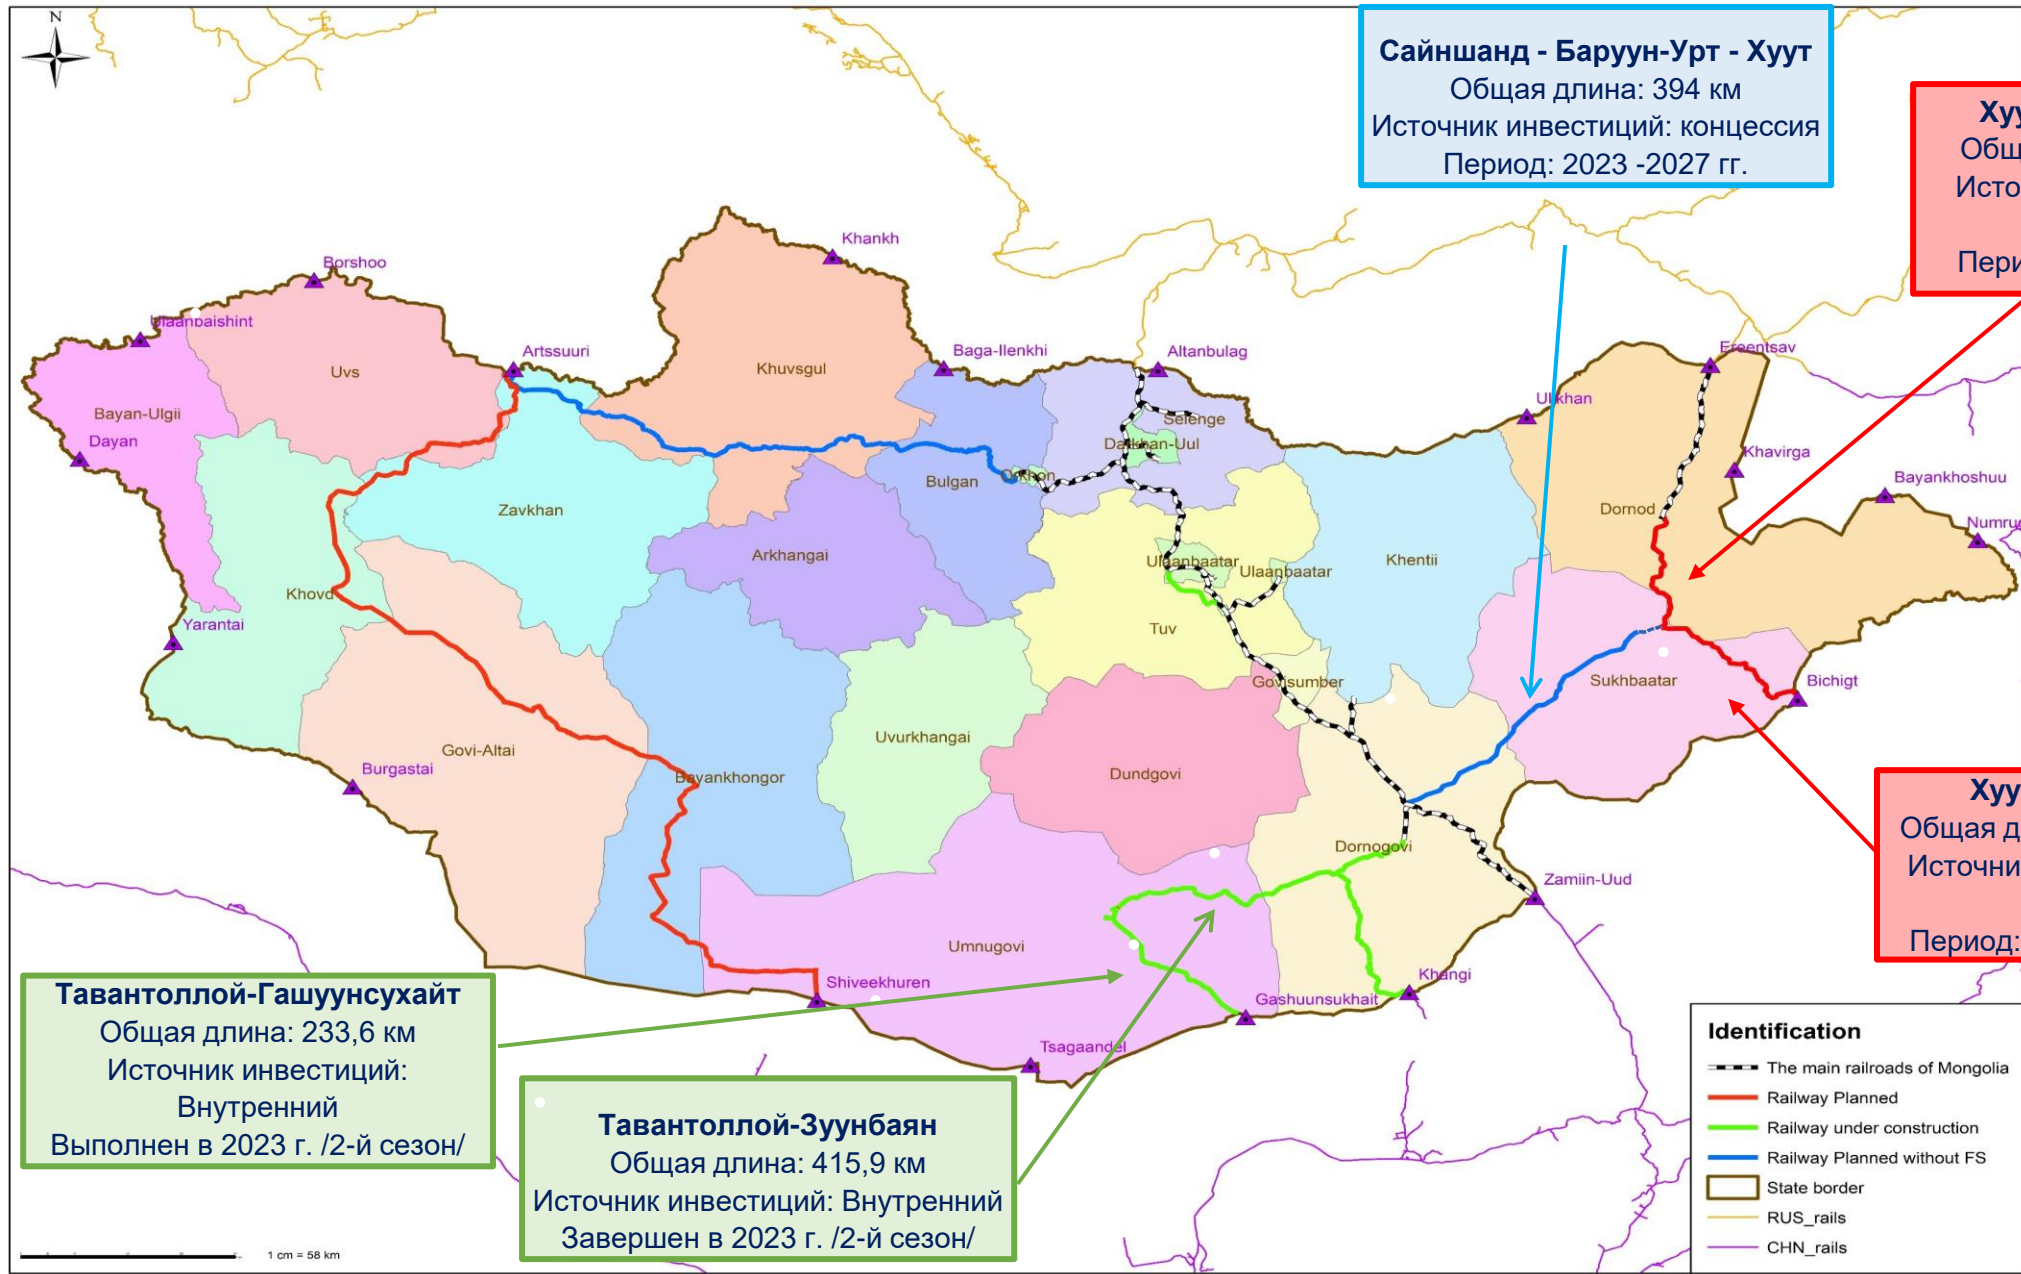 N
Сайншанд - Баруун-Урт - Хуут
Общая длина: 394 км
Источник инвестиций: концессия
Период: 2023 -2027 гг.
Khankh
Borshoo
Ulaanbaishint
Artssuuri
Baga-Ilenkhi
Altanbulag
Ereentsav
Uvs
Khuvsgul
Bayan-Ulgii
Selenge
Ulkhan
Dayan
Darkhan-Uul
Khavirga
Bayankhoshuu
Orkhon
Bulgan
Zavkhan
Dornod
Arkhangai
Ulaanbaatar
Ulaanbaatar
Khentii
Khovd
Yarantai
Tuv
Govisumber
Sukhbaatar
Bichigt
Govi-Altai
Uvurkhangai
Burgastai
Bayankhongor
Dundgovi
Dornogovi
Zamiin-Uud
Umnugovi
Shiveekhuren
Khangi
Gashuunsukhait
Tsagaandel
Общая
Период:
Тавантоллой-Гашуунсухайт
Общая длина: 233,6 км
Источник инвестиций:
Внутренний
Выполнен в 2023 г. /2-й сезон/
Тавантоллой-Зуунбаян
Общая длина: 415,9 км
Источник инвестиций: Внутренний
Завершен в 2023 г. /2-й сезон/
Identification
The main railroads of Mongolia
Railway Planned
Railway under construction
Railway Planned without FS
State border
RUS_rails
CHN_rails
1 cm = 58 km